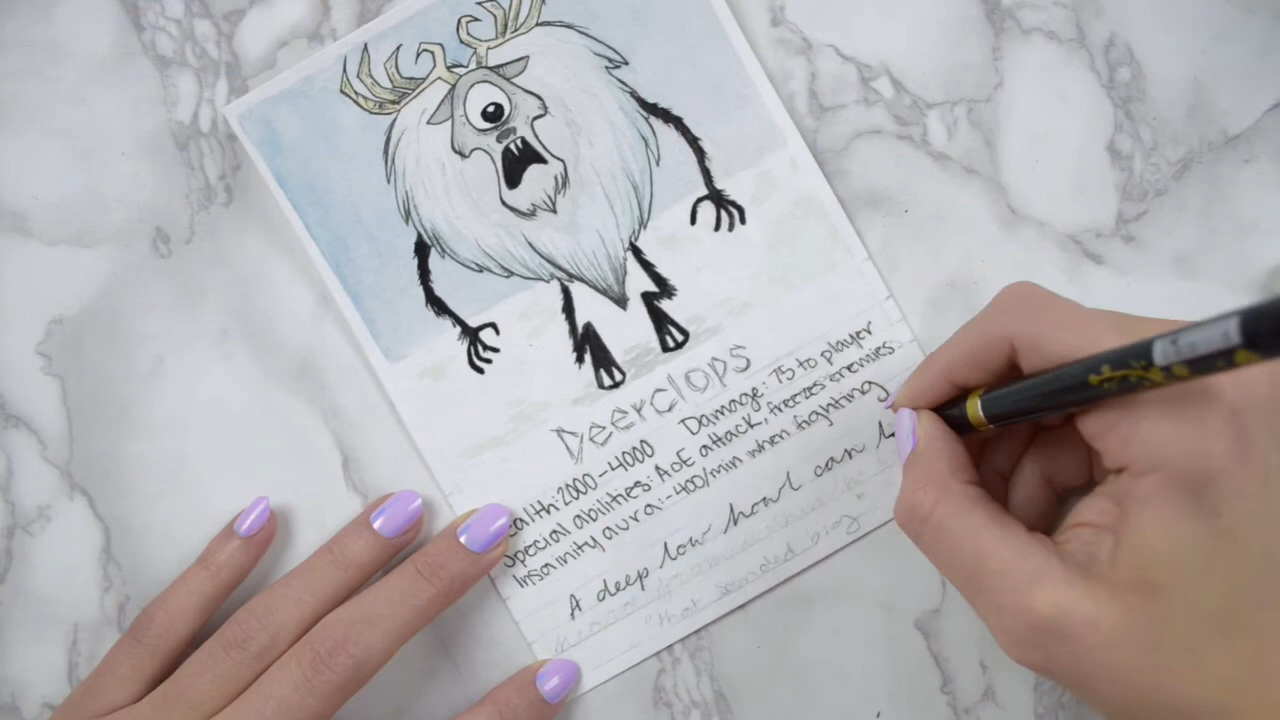 Deerclops
ealth: 2000-4000 Damage: 75 to player
Special abilities: AoE attack, freezes enemies
Insanity aura: -400/min when fighting
A deep low howl can b
"that sounded big"